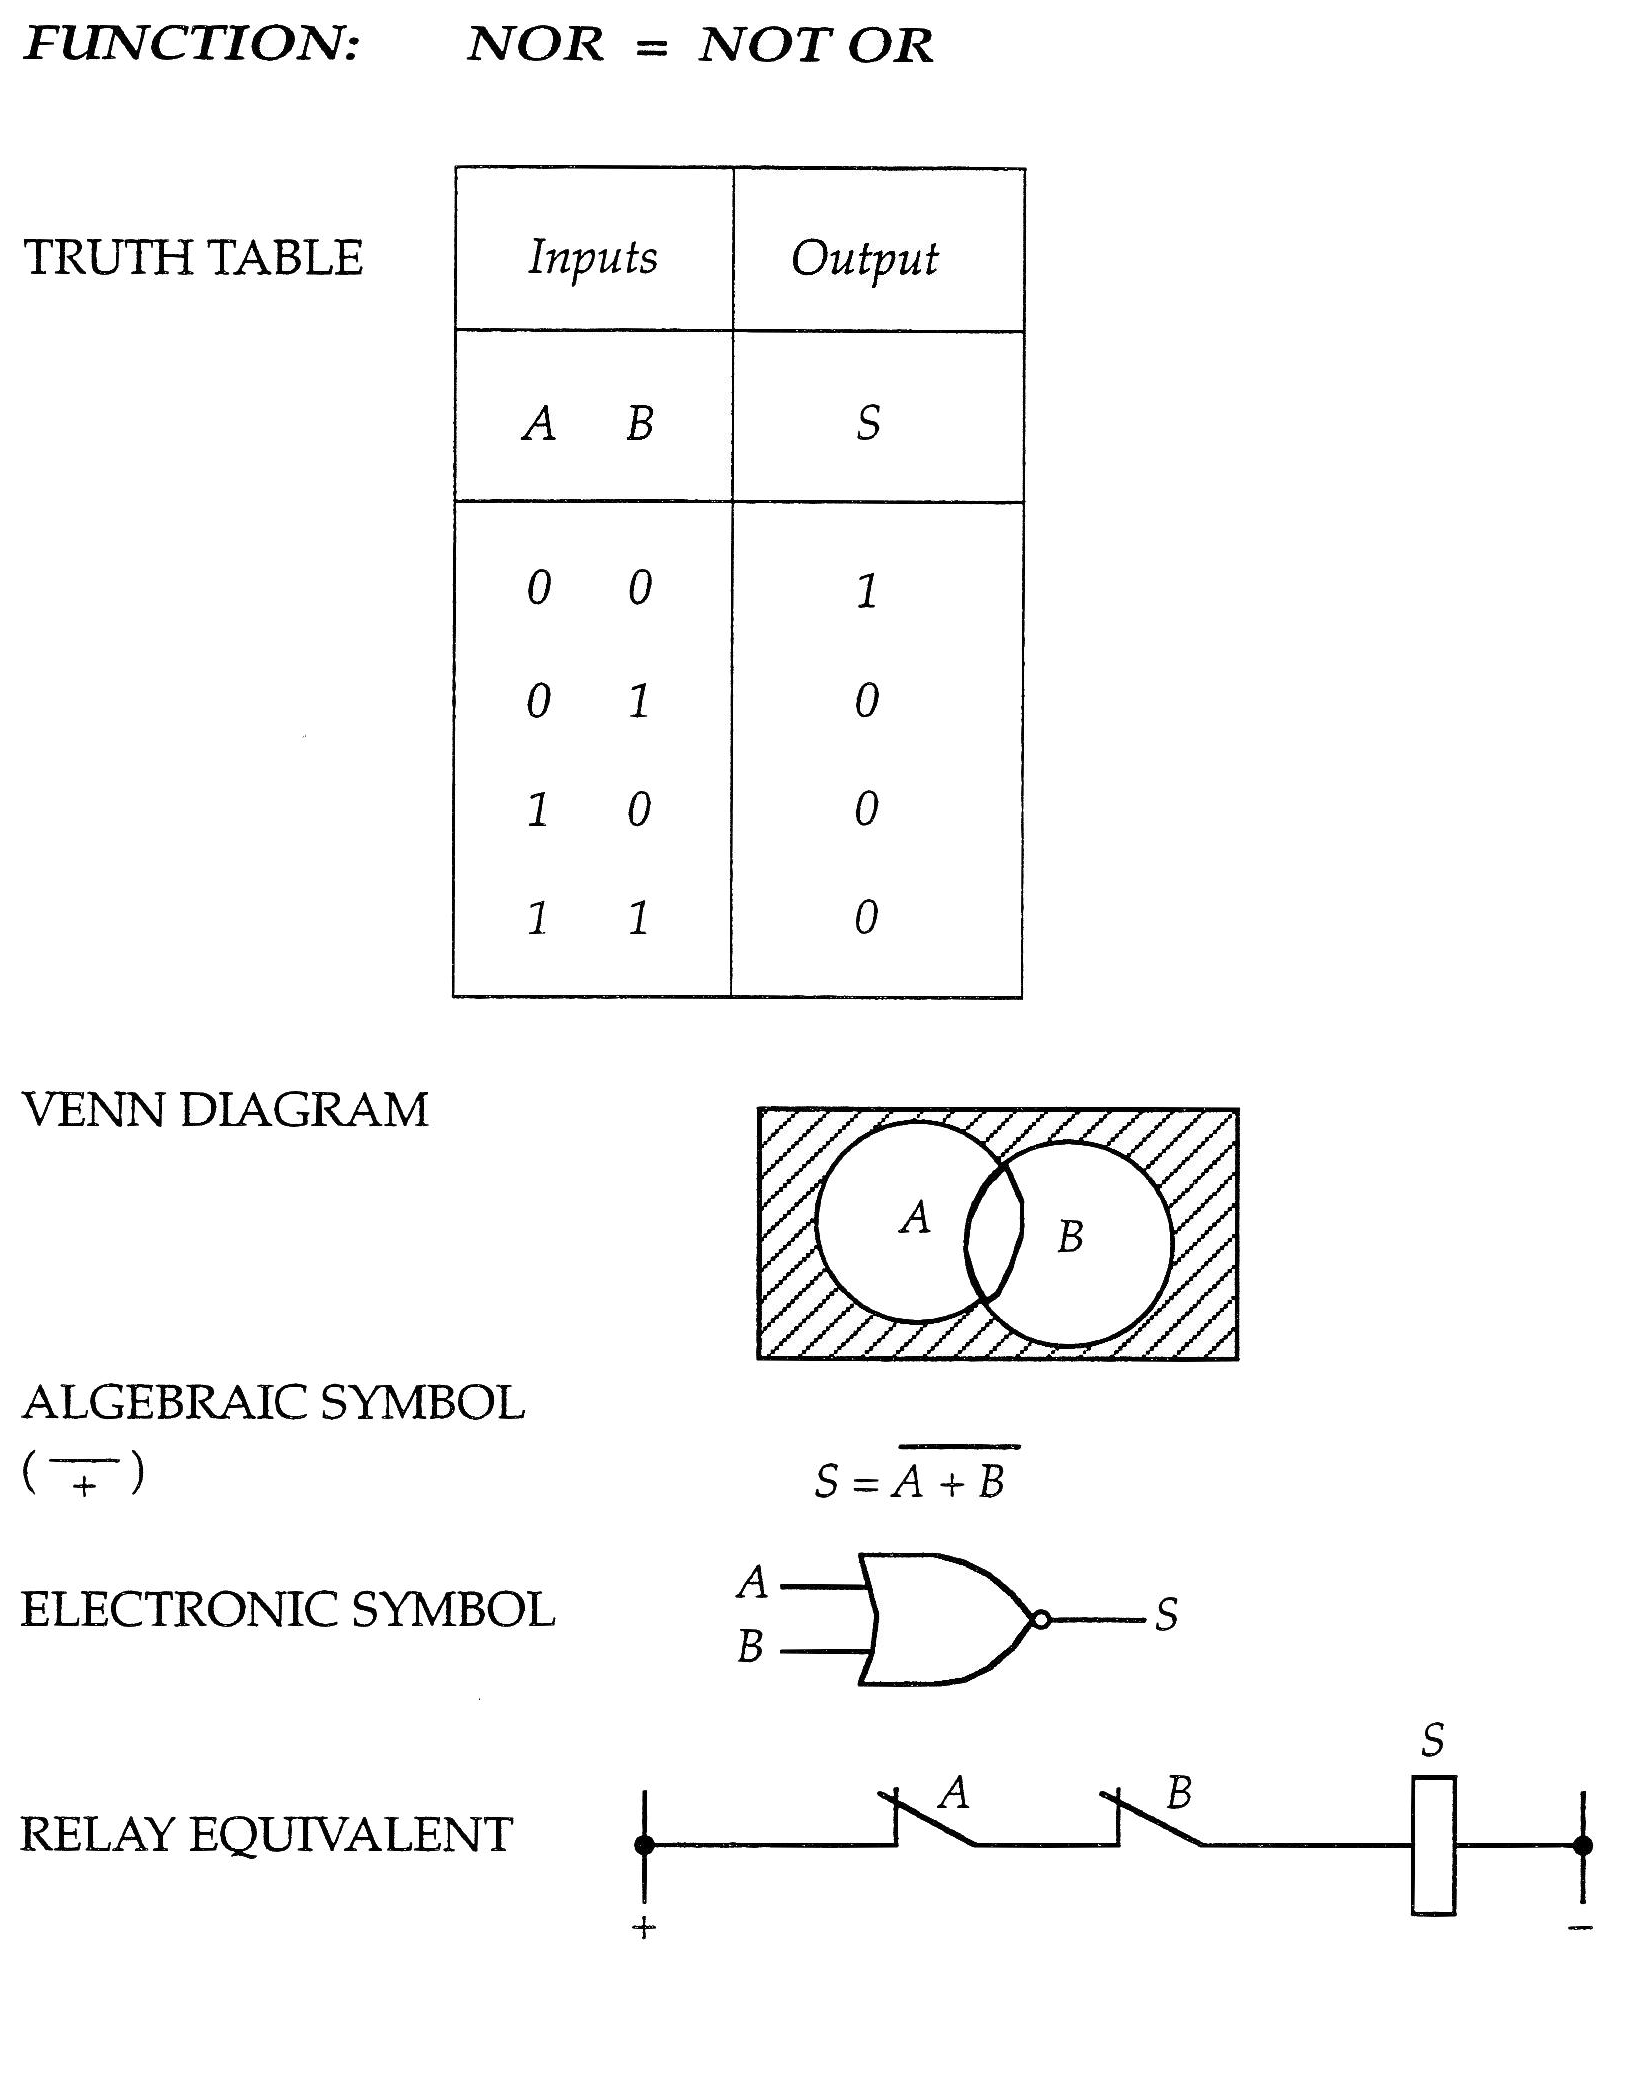 FUNCTION: NOR = NOT OR
TRUTH TABLE
Inputs Output
A B S
0 0 1
0 1 0
1 0 0
1 1 0
VENN DIAGRAM
A B
ALGEBRAIC SYMBOL
( ‾+ )
S = \overline{A + B}
ELECTRONIC SYMBOL
A
B
S
RELAY EQUIVALENT
A B S
+ −